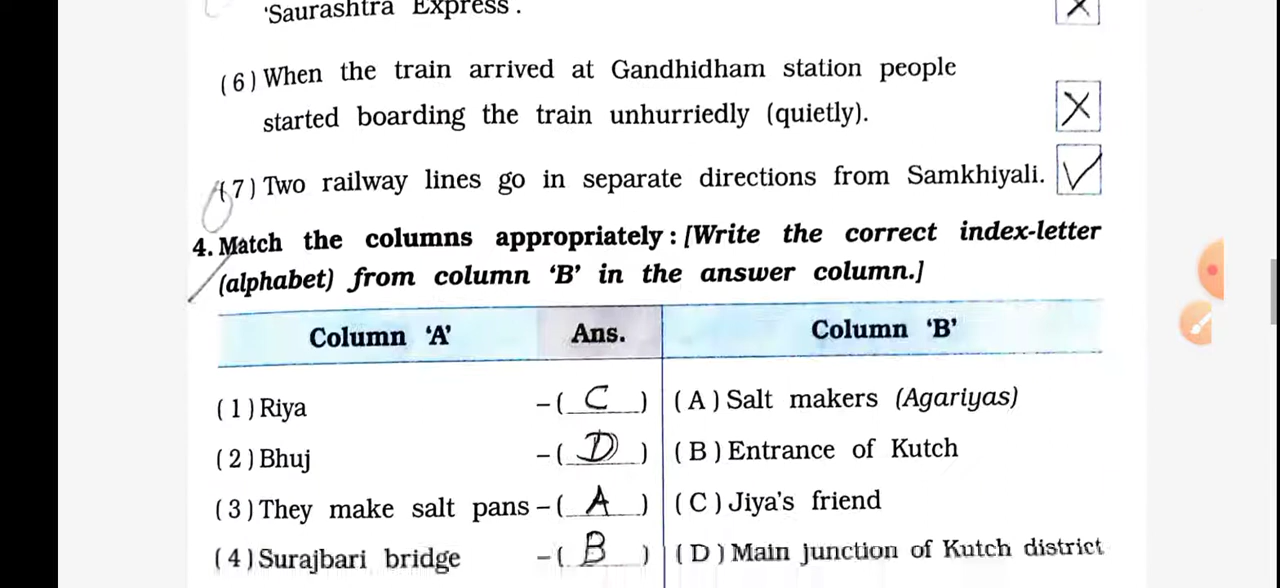 'Saurashtra Express.
(6) When the train arrived at Gandhidham station people
started boarding the train unhurriedly (quietly).
(7) Two railway lines go in separate directions from Samkhiyali.
4. Match the columns appropriately : [Write the correct index-letter
(alphabet) from column 'B' in the answer column.]
Column 'A' Ans. Column 'B'
(1) Riya -( C ) (A) Salt makers (Agariyas)
(2) Bhuj -( D ) (B) Entrance of Kutch
(3) They make salt pans -( A ) (C) Jiya's friend
(4) Surajbari bridge -( B ) (D) Main junction of Kutch district